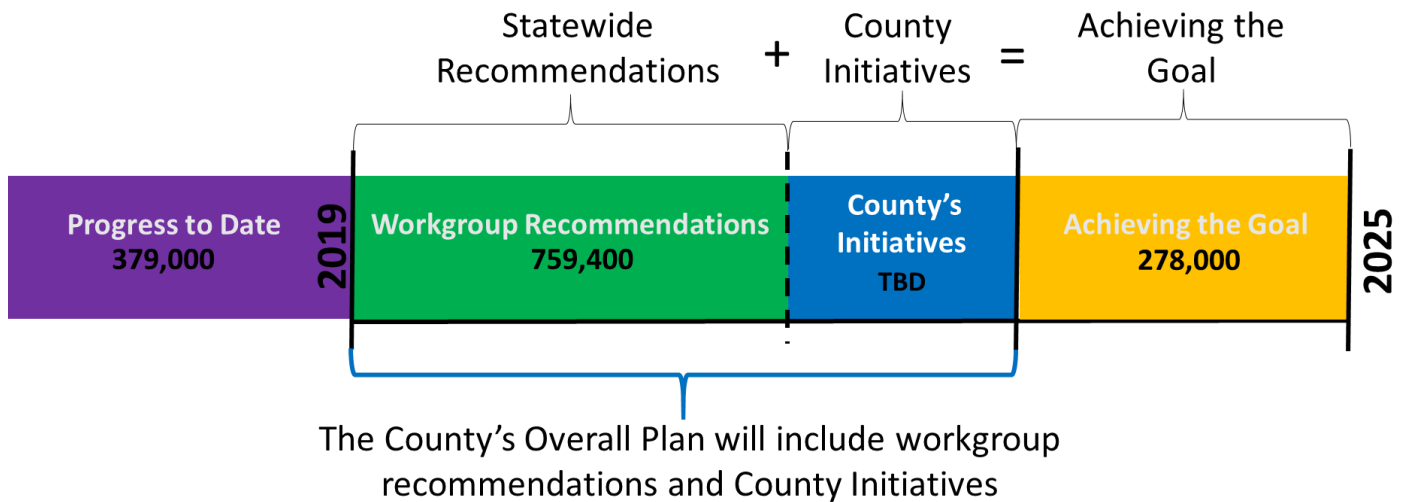 Statewide
Recommendations
+
County
Initiatives
=
Achieving the
Goal
Progress to Date
379,000
2019
Workgroup Recommendations
759,400
County’s
Initiatives
TBD
Achieving the Goal
278,000
2025
The County’s Overall Plan will include workgroup
recommendations and County Initiatives